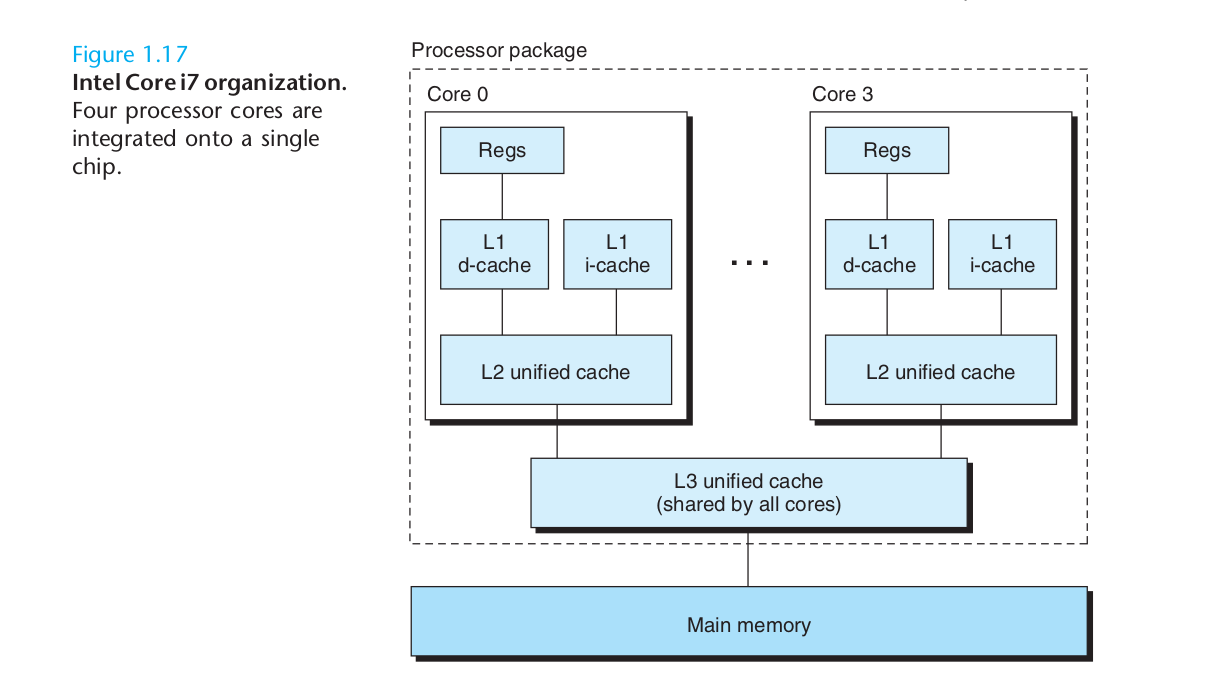 Figure 1.17
Intel Core i7 organization.
Four processor cores are
integrated onto a single
chip.
Processor package
Core 0
Regs
L1
d-cache
L1
i-cache
L2 unified cache
. . .
Core 3
Regs
L1
d-cache
L1
i-cache
L2 unified cache
L3 unified cache
(shared by all cores)
Main memory